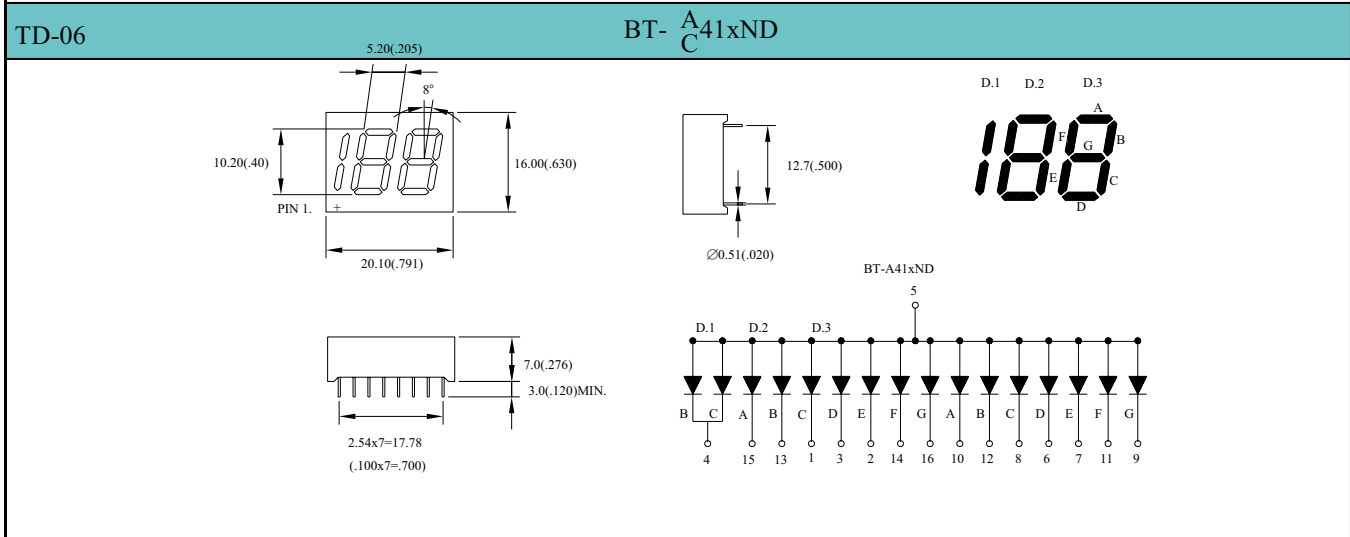 TD-06
BT- A/C 41xND
5.20(.205)
8°
10.20(.40)
16.00(.630)
PIN 1. +
20.10(.791)
12.7(.500)
Ø0.51(.020)
D.1 D.2 D.3
A
F B
G
E C
D
7.0(.276)
3.0(.120)MIN.
2.54x7=17.78
(.100x7=.700)
BT-A41xND
5
D.1 D.2 D.3
B C A B C D E F G A B C D E F G
4 15 13 1 3 2 14 16 10 12 8 6 7 11 9